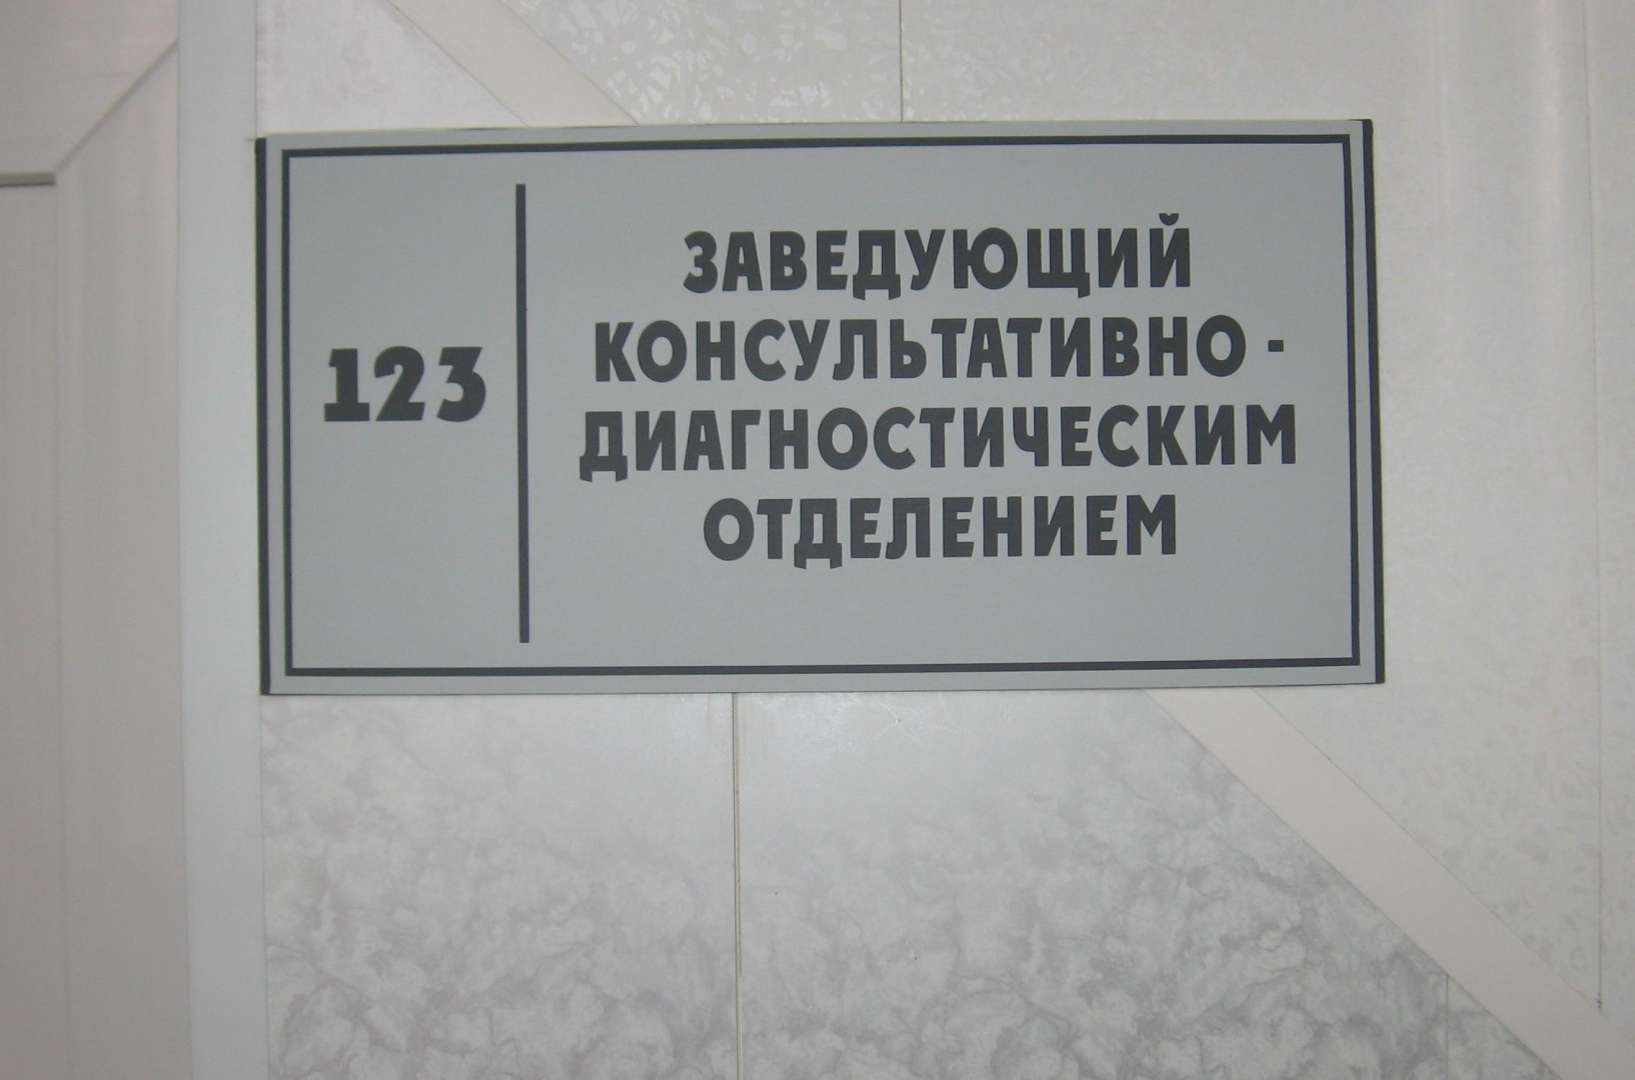 123
ЗАВЕДУЮЩИЙ
КОНСУЛЬТАТИВНО -
ДИАГНОСТИЧЕСКИМ
ОТДЕЛЕНИЕМ